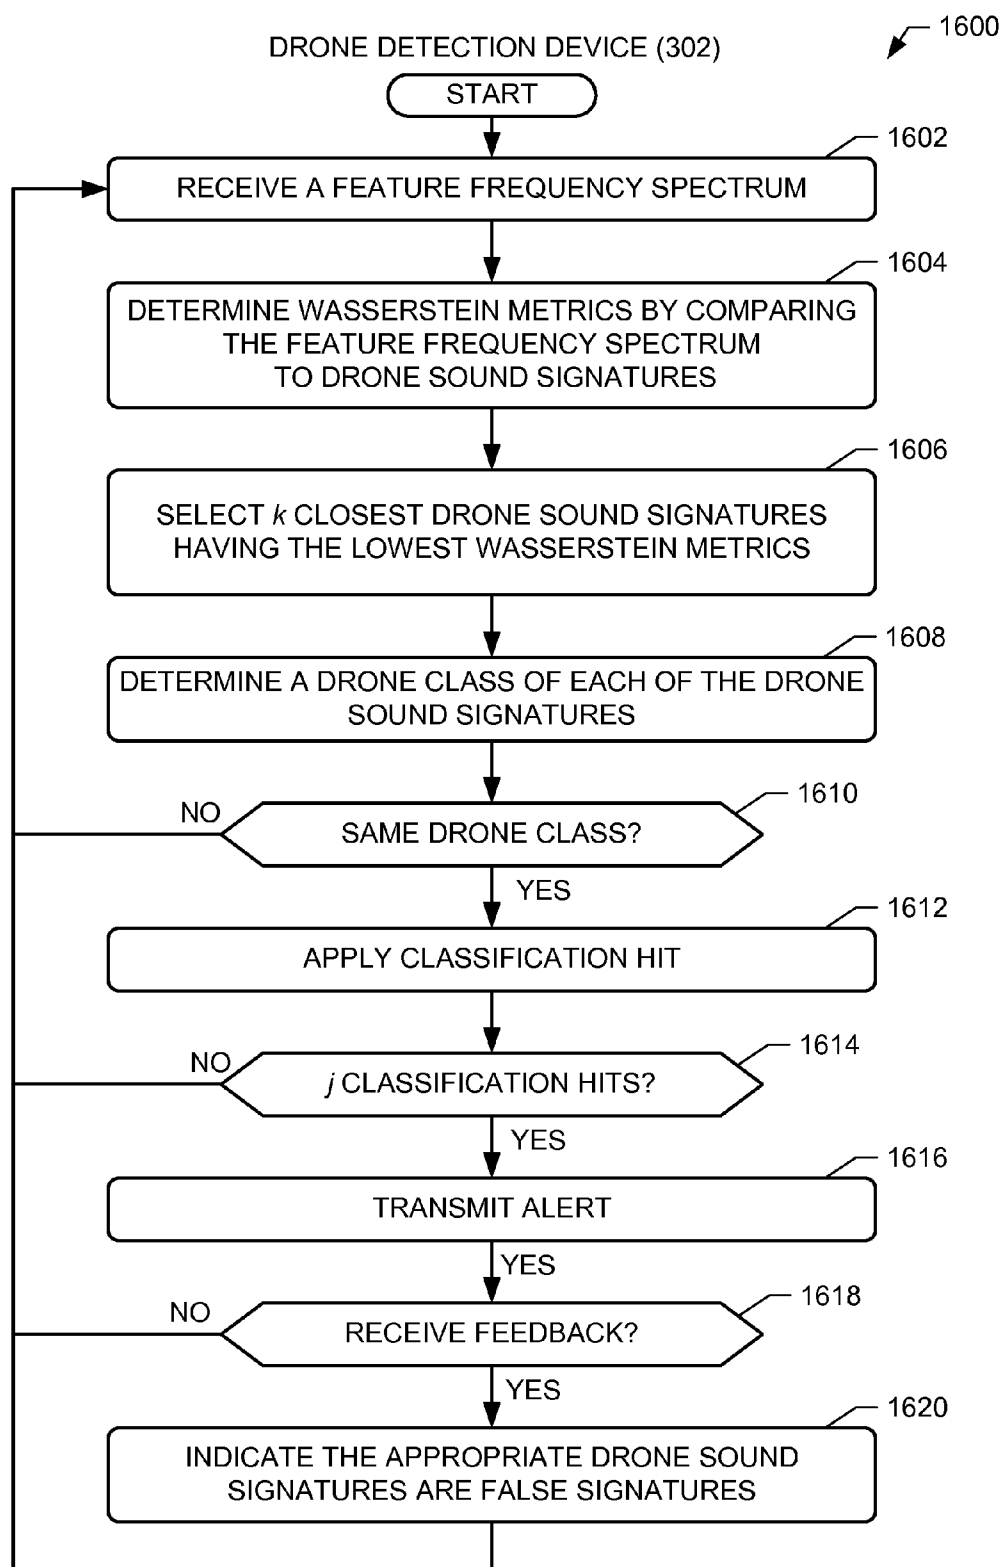 1600
DRONE DETECTION DEVICE (302)
START
1602
RECEIVE A FEATURE FREQUENCY SPECTRUM
1604
DETERMINE WASSERSTEIN METRICS BY COMPARING
THE FEATURE FREQUENCY SPECTRUM
TO DRONE SOUND SIGNATURES
1606
SELECT k CLOSEST DRONE SOUND SIGNATURES
HAVING THE LOWEST WASSERSTEIN METRICS
1608
DETERMINE A DRONE CLASS OF EACH OF THE DRONE
SOUND SIGNATURES
1610
NO
SAME DRONE CLASS?
YES
1612
APPLY CLASSIFICATION HIT
1614
NO
j CLASSIFICATION HITS?
YES
1616
TRANSMIT ALERT
YES
1618
NO
RECEIVE FEEDBACK?
YES
1620
INDICATE THE APPROPRIATE DRONE SOUND
SIGNATURES ARE FALSE SIGNATURES